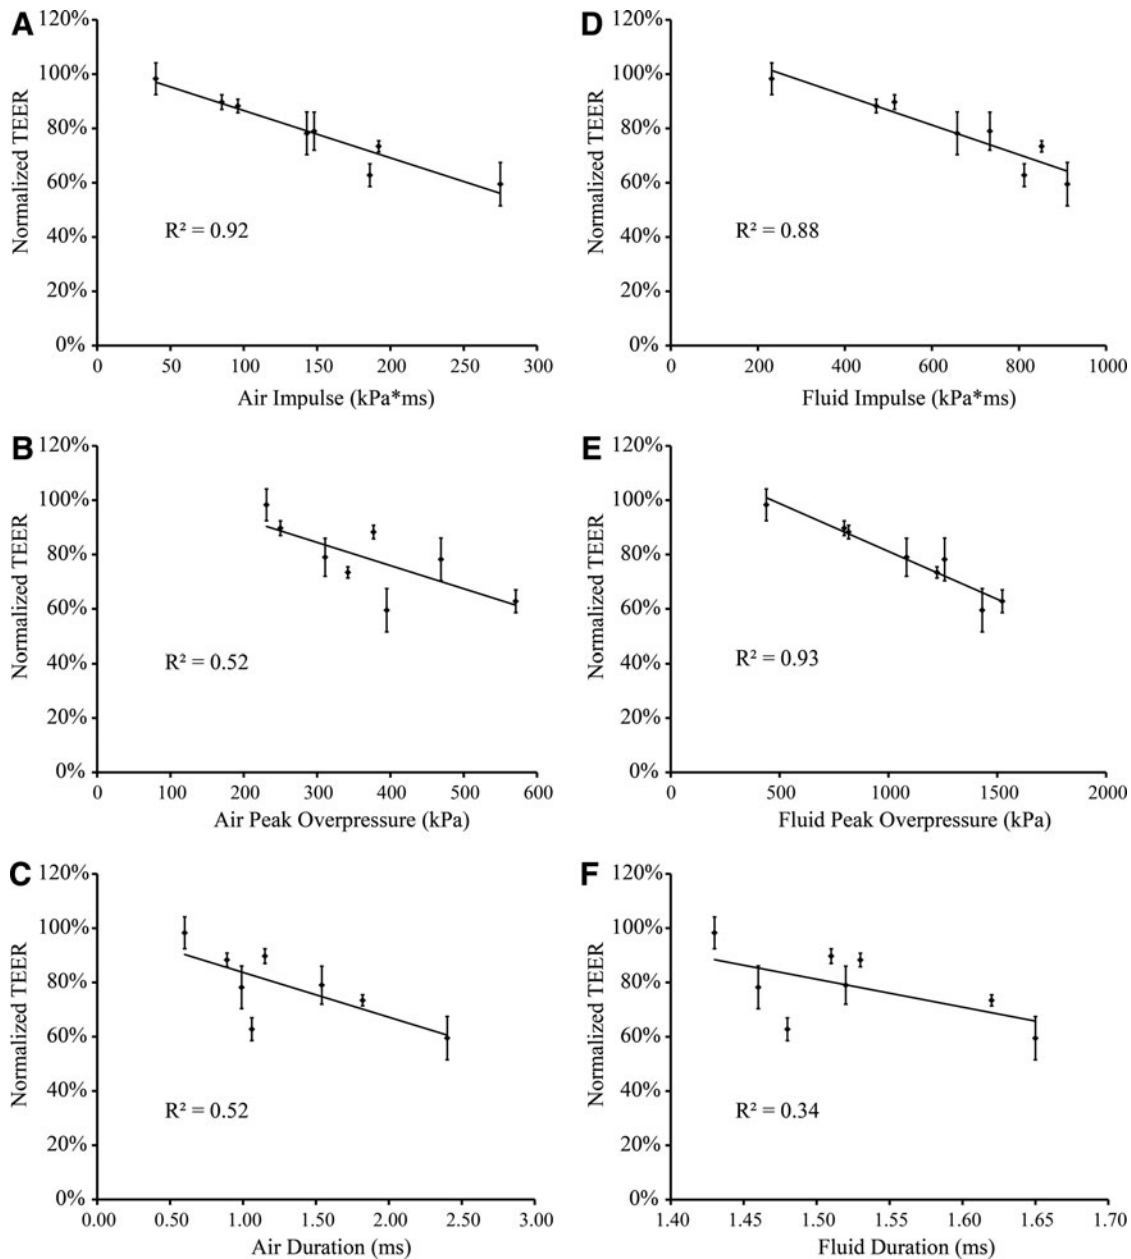 A
Normalized TEER
120%
100%
80%
60%
40%
20%
0%
R² = 0.92
0 50 100 150 200 250 300
Air Impulse (kPa*ms)
D
Normalized TEER
120%
100%
80%
60%
40%
20%
0%
R² = 0.88
0 200 400 600 800 1000
Fluid Impulse (kPa*ms)
B
Normalized TEER
120%
100%
80%
60%
40%
20%
0%
R² = 0.52
0 100 200 300 400 500 600
Air Peak Overpressure (kPa)
E
Normalized TEER
120%
100%
80%
60%
40%
20%
0%
R² = 0.93
0 500 1000 1500 2000
Fluid Peak Overpressure (kPa)
C
Normalized TEER
120%
100%
80%
60%
40%
20%
0%
R² = 0.52
0.00 0.50 1.00 1.50 2.00 2.50 3.00
Air Duration (ms)
F
Normalized TEER
120%
100%
80%
60%
40%
20%
0%
R² = 0.34
1.40 1.45 1.50 1.55 1.60 1.65 1.70
Fluid Duration (ms)